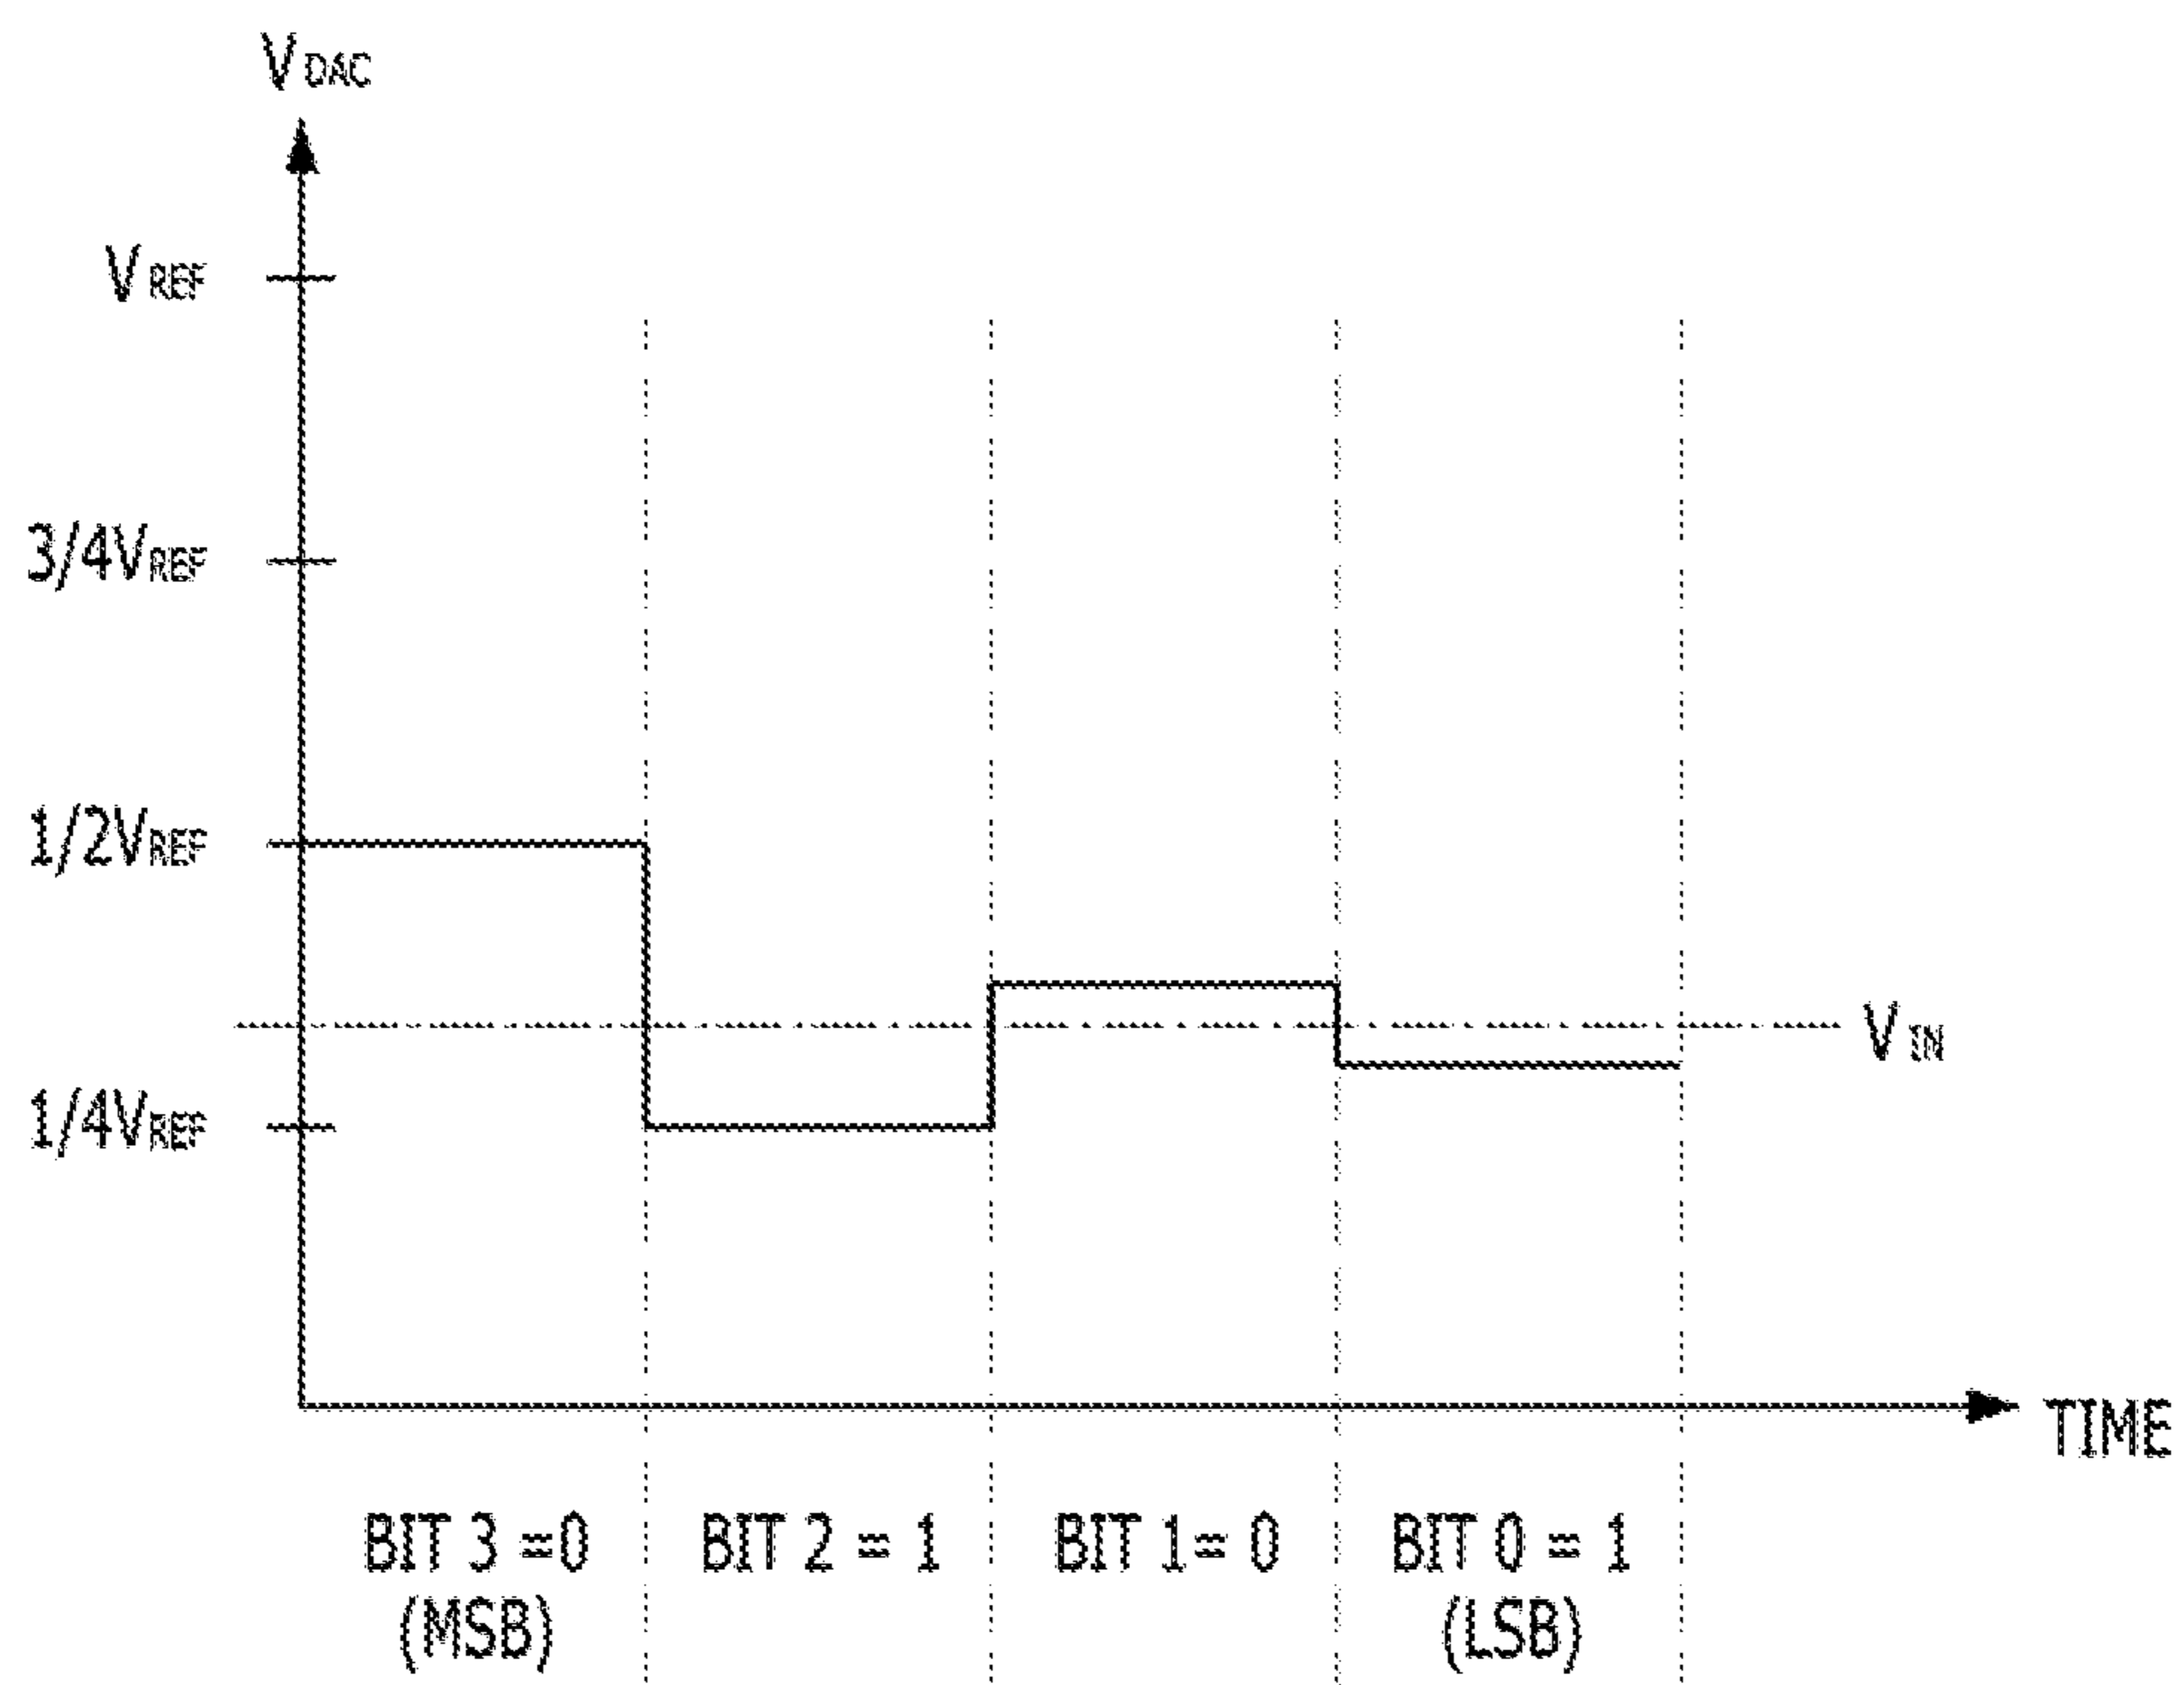 VDAC
VREF
3/4VREF
1/2VREF
1/4VREF
VIN
TIME
BIT 3 =0
(MSB)
BIT 2 = 1
BIT 1= 0
BIT 0 = 1
(LSB)